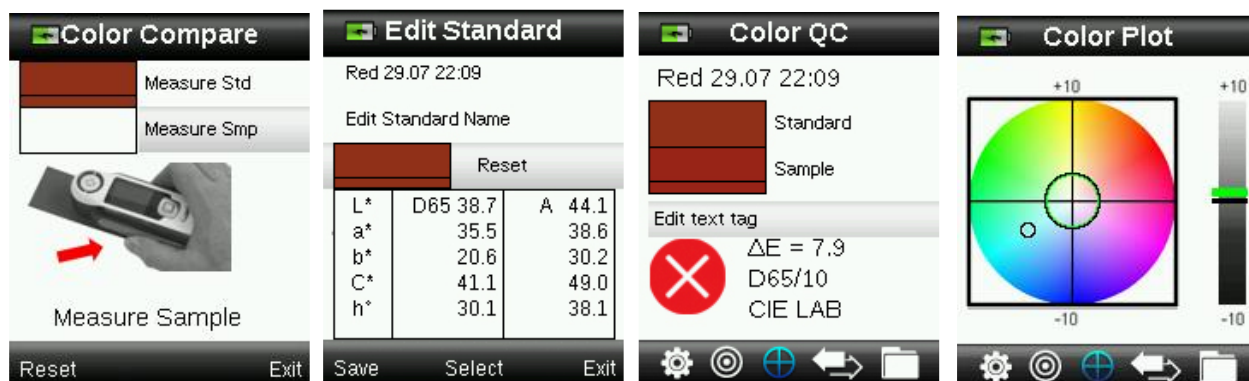 Color Compare
Measure Std
Measure Smp
Measure Sample
Reset Exit
Edit Standard
Red 29.07 22:09
Edit Standard Name
Reset
L* D65 38.7 A 44.1
a* 35.5 38.6
b* 20.6 30.2
C* 41.1 49.0
h° 30.1 38.1
Save Select Exit
Color QC
Red 29.07 22:09
Standard
Sample
Edit text tag
ΔE = 7.9
D65/10
CIE LAB
Color Plot
+10 +10
-10 -10